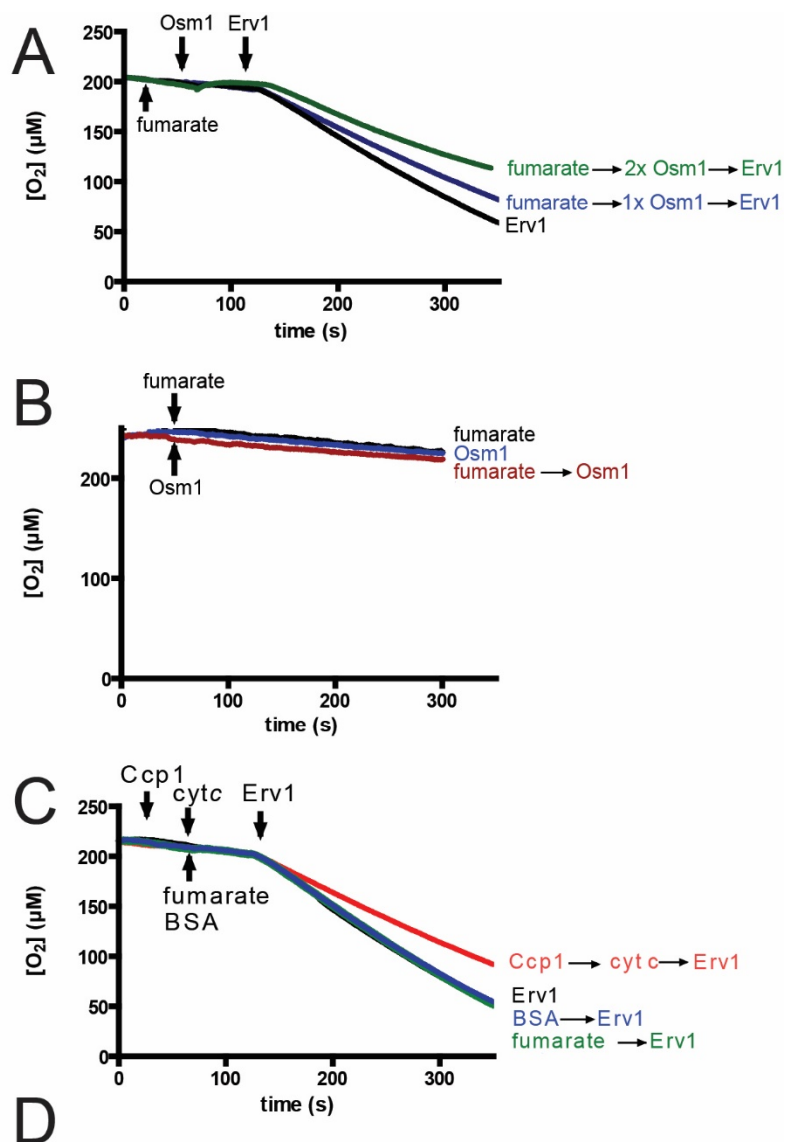 A
Osm1 Erv1
250
200
150
100
50
0
fumarate
[O₂] (µM)
fumarate → 2x Osm1 → Erv1
fumarate → 1x Osm1 → Erv1
Erv1
0 100 200 300
time (s)
B
fumarate
200
100
0
Osm1
[O₂] (µM)
fumarate
Osm1
fumarate → Osm1
0 100 200 300
time (s)
C
Ccp1
cytc Erv1
250
200
150
100
50
0
fumarate
BSA
[O₂] (µM)
Ccp1 → cyt c → Erv1
Erv1
BSA → Erv1
fumarate → Erv1
0 100 200 300
time (s)
D